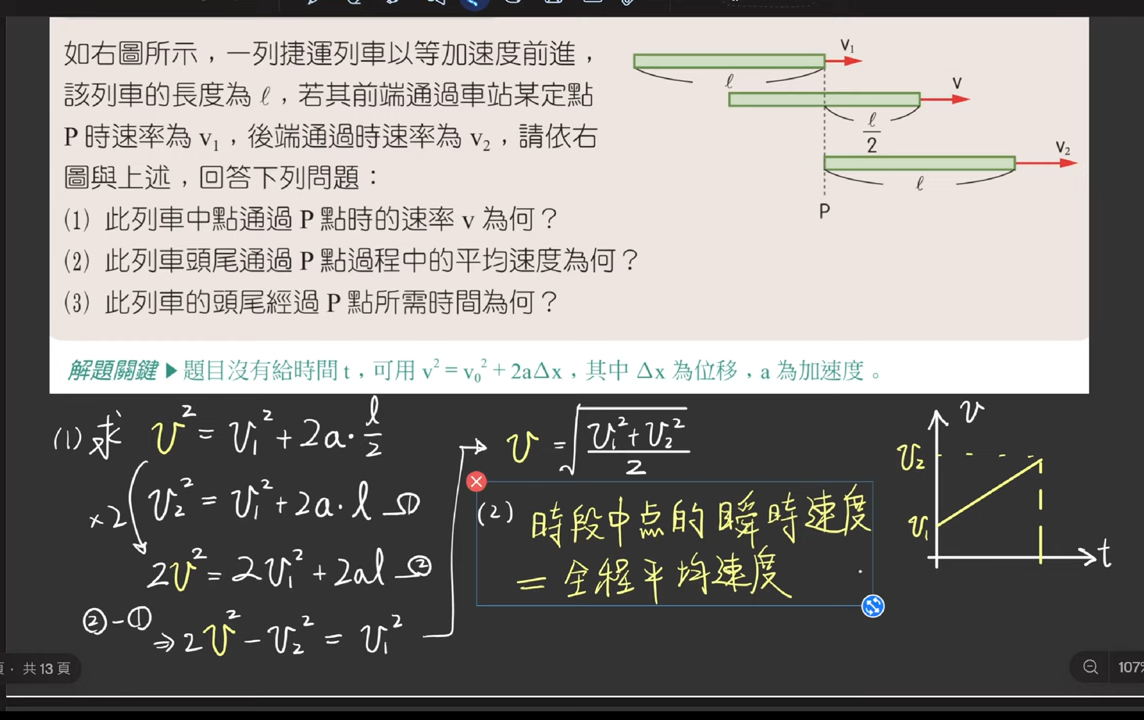 如右圖所示，一列捷運列車以等加速度前進，
該列車的長度為 ℓ，若其前端通過車站某定點
P 時速率為 v₁，後端通過時速率為 v₂，請依右
圖與上述，回答下列問題：
(1) 此列車中點通過 P 點時的速率 v 為何？
(2) 此列車頭尾通過 P 點過程中的平均速度為何？
(3) 此列車的頭尾經過 P 點所需時間為何？
v₁
ℓ
v
ℓ/2
v₂
ℓ
P
解題關鍵▶題目沒有給時間 t，可用 v² = v₀² + 2aΔx，其中 Δx 為位移，a 為加速度。
(1) 求 v² = v₁² + 2a·l/2
×2
v₂² = v₁² + 2a·l —①
2v² = 2v₁² + 2al —②
②-① ⇒ 2v² - v₂² = v₁²
→ v = √((v₁²+v₂²)/2)
(2) 時段中点的瞬時速度
= 全程平均速度
v
v₂
v₁
t
頁 · 共 13 頁
107%